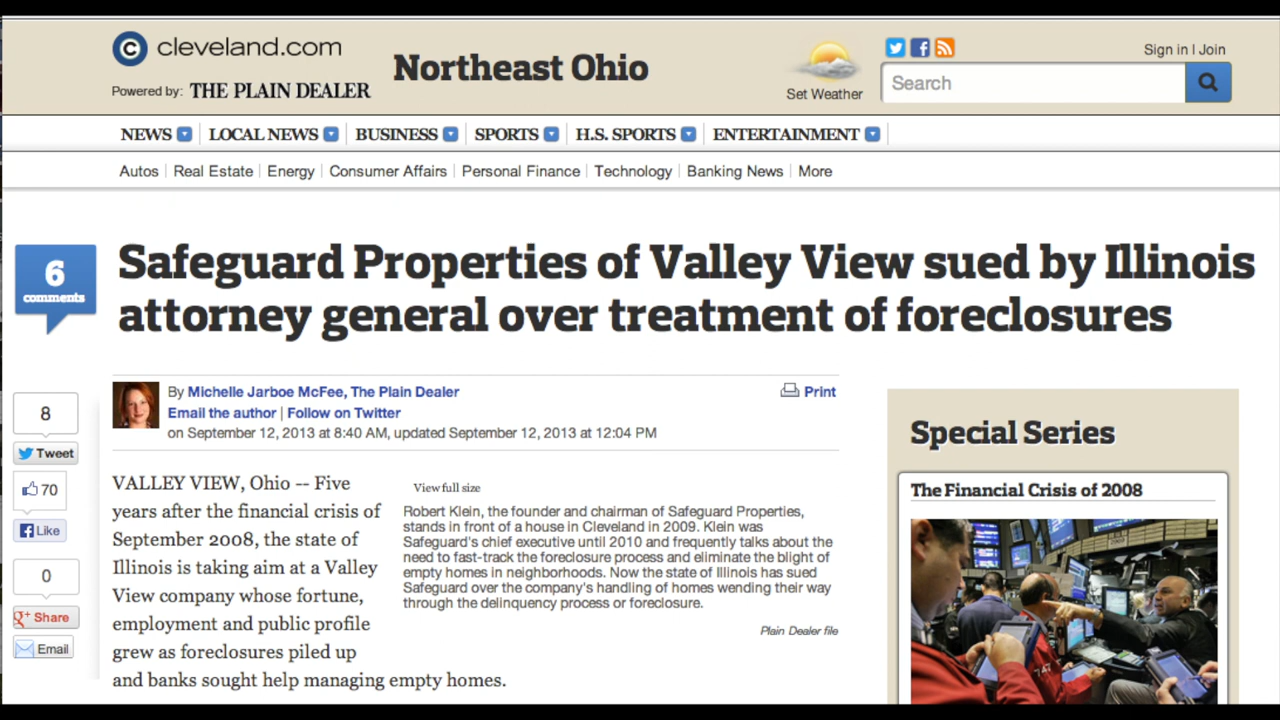 cleveland.com
Powered by: THE PLAIN DEALER
Northeast Ohio
Set Weather
Sign in | Join
Search
NEWS LOCAL NEWS BUSINESS SPORTS H.S. SPORTS ENTERTAINMENT
Autos Real Estate Energy Consumer Affairs Personal Finance Technology Banking News More
6
comments
Safeguard Properties of Valley View sued by Illinois
attorney general over treatment of foreclosures
By Michelle Jarboe McFee, The Plain Dealer
Email the author | Follow on Twitter
on September 12, 2013 at 8:40 AM, updated September 12, 2013 at 12:04 PM
Print
8
Tweet
70
Like
0
Share
Email
VALLEY VIEW, Ohio -- Five
years after the financial crisis of
September 2008, the state of
Illinois is taking aim at a Valley
View company whose fortune,
employment and public profile
grew as foreclosures piled up
and banks sought help managing empty homes.
View full size
Robert Klein, the founder and chairman of Safeguard Properties,
stands in front of a house in Cleveland in 2009. Klein was
Safeguard's chief executive until 2010 and frequently talks about the
need to fast-track the foreclosure process and eliminate the blight of
empty homes in neighborhoods. Now the state of Illinois has sued
Safeguard over the company's handling of homes wending their way
through the delinquency process or foreclosure.
Plain Dealer file
Special Series
The Financial Crisis of 2008
747